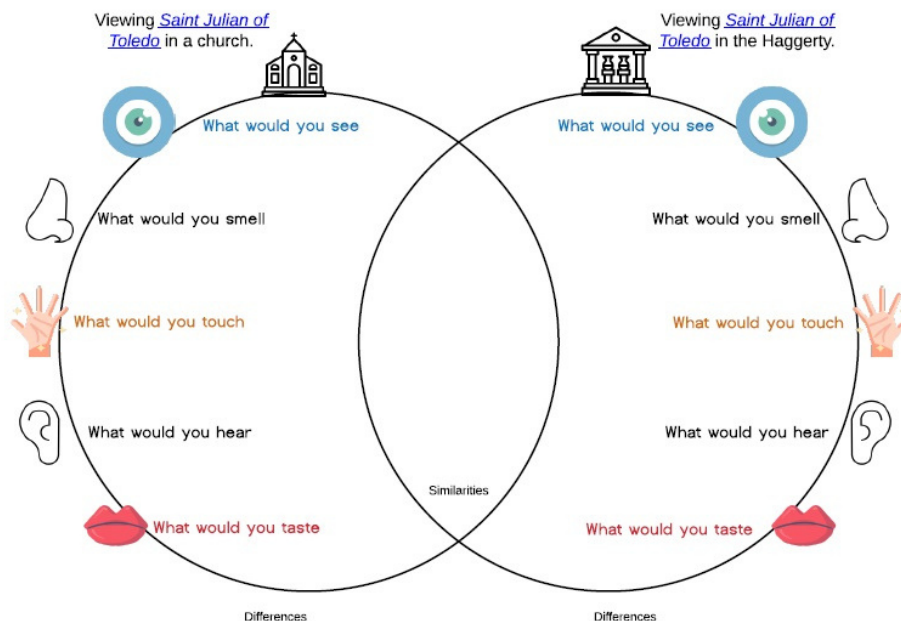 Viewing Saint Julian of
Toledo in a church.
Viewing Saint Julian of
Toledo in the Haggerty.
What would you see
What would you see
What would you smell
What would you smell
What would you touch
What would you touch
What would you hear
What would you hear
Similarities
What would you taste
What would you taste
Differences
Differences